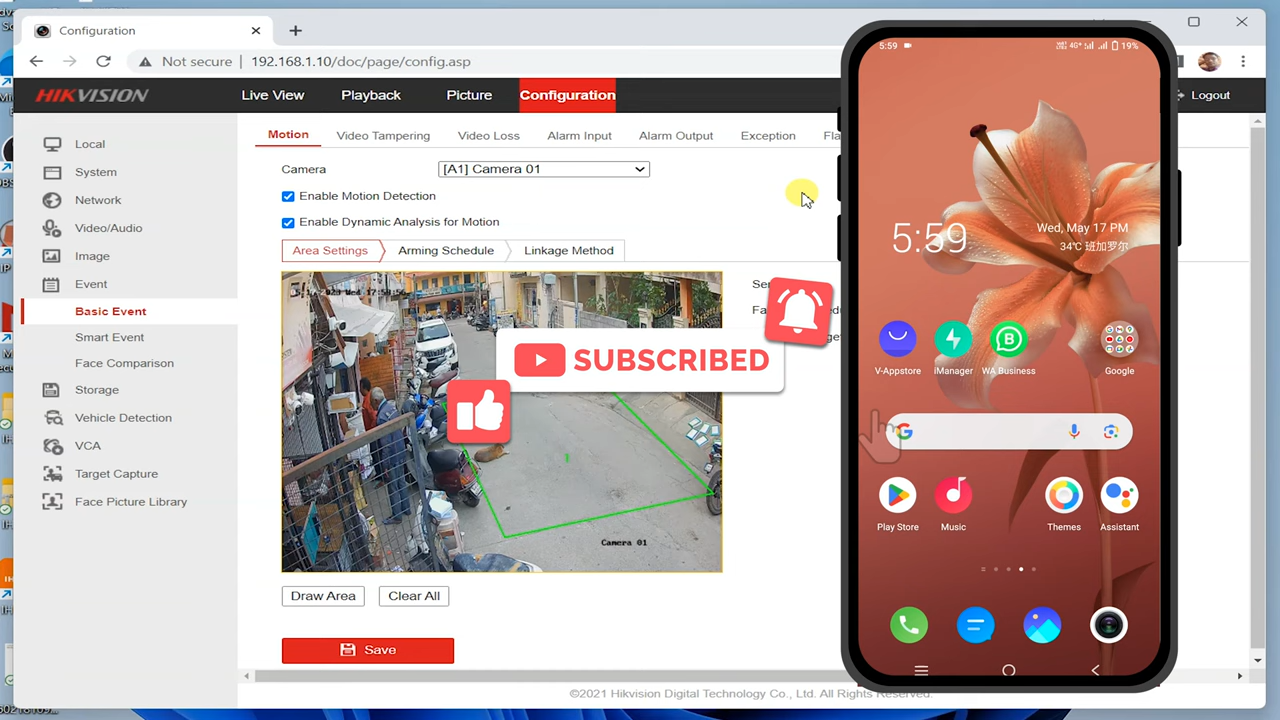 Configuration
Not secure | 192.168.1.10/doc/page/config.asp
HIKVISION
Live View
Playback
Picture
Configuration
Logout
Local
System
Network
Video/Audio
Image
Event
Basic Event
Smart Event
Face Comparison
Storage
Vehicle Detection
VCA
Target Capture
Face Picture Library
Motion
Video Tampering
Video Loss
Alarm Input
Alarm Output
Exception
Camera
[A1] Camera 01
Enable Motion Detection
Enable Dynamic Analysis for Motion
Area Settings
Arming Schedule
Linkage Method
1
Camera 01
SUBSCRIBED
Draw Area
Clear All
Save
©2021 Hikvision Digital Technology Co., Ltd. All Rights Reserved.
5:59
4G+
19%
5:59
Wed, May 17 PM
34℃ 班加罗尔
V-Appstore
iManager
WA Business
Google
Play Store
Music
Themes
Assistant